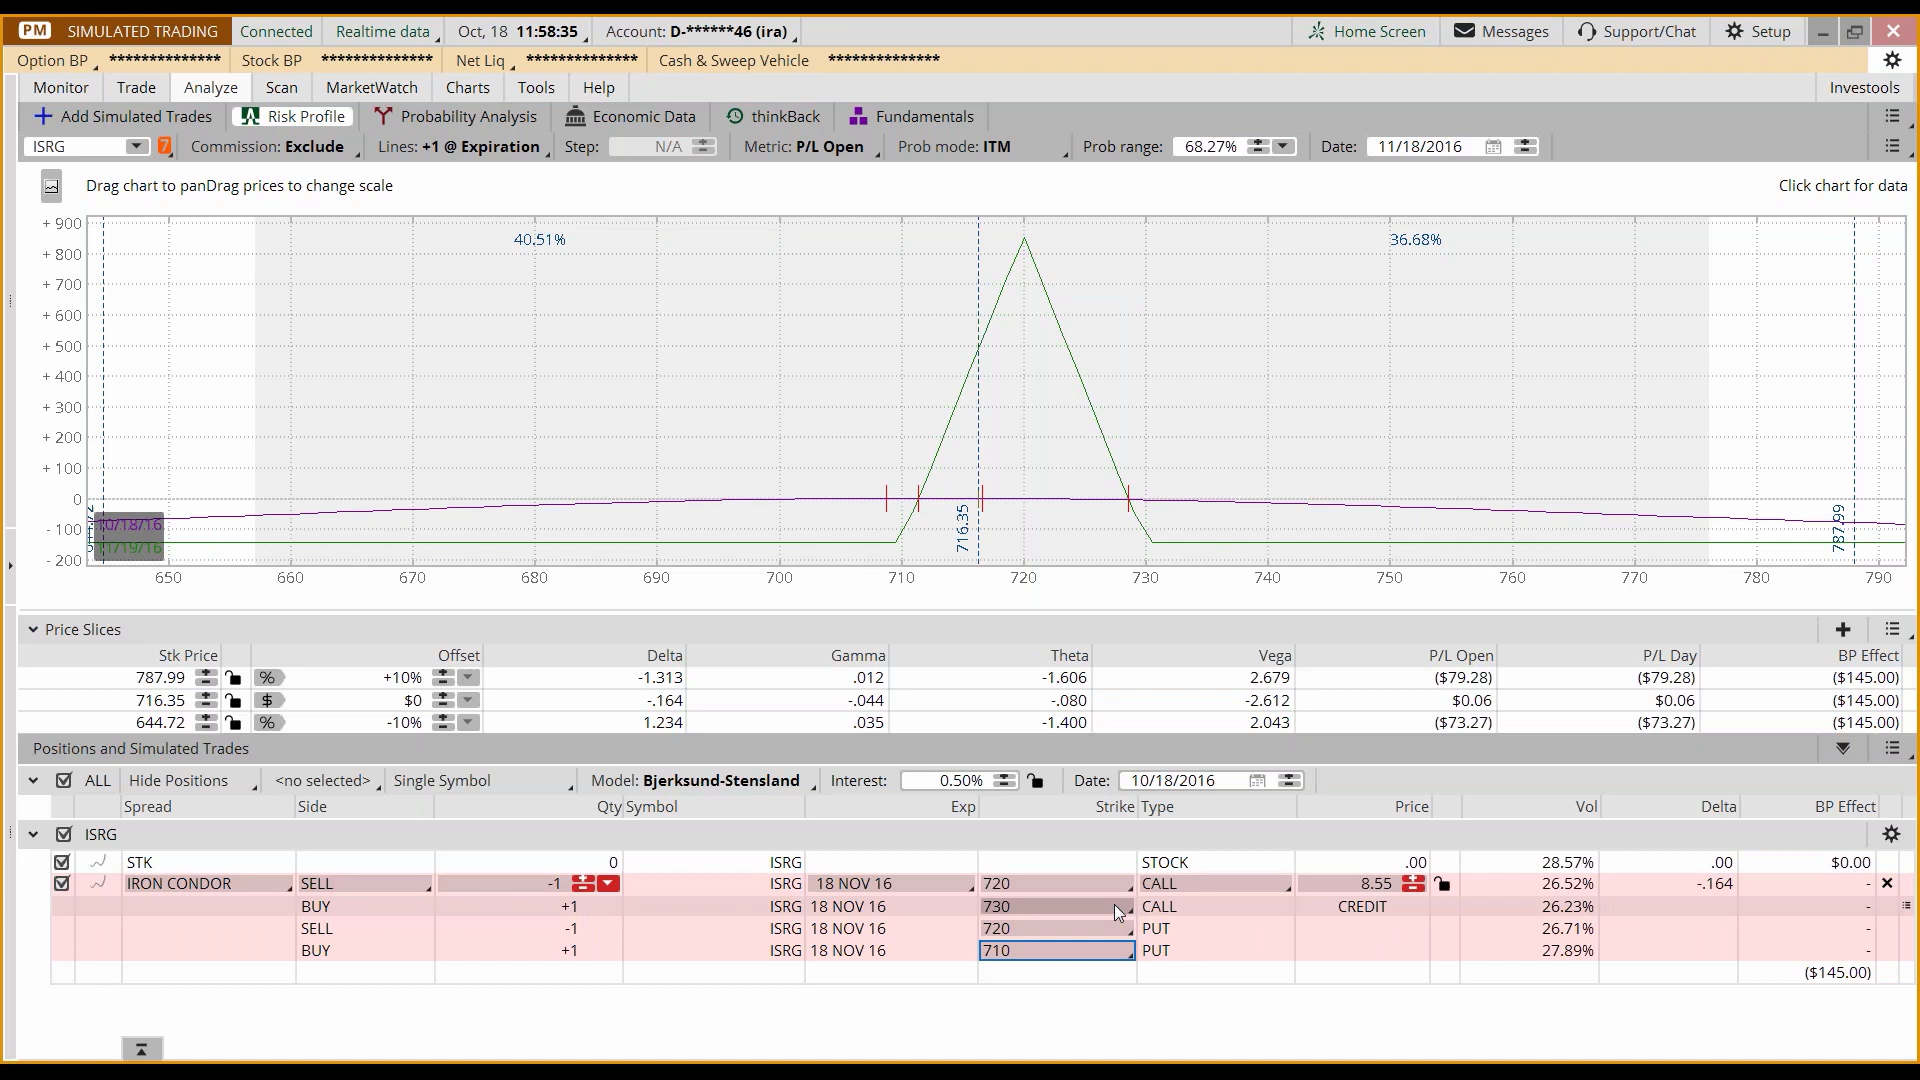 PM SIMULATED TRADING Connected Realtime data Oct, 18 11:58:35 Account: D-******46 (ira) Home Screen Messages Support/Chat Setup
Option BP ************* Stock BP ************* Net Liq ************* Cash & Sweep Vehicle *************
Monitor Trade Analyze Scan MarketWatch Charts Tools Help Investools
Add Simulated Trades Risk Profile Probability Analysis Economic Data thinkBack Fundamentals
ISRG 7 Commission: Exclude Lines: +1 @ Expiration Step: N/A Metric: P/L Open Prob mode: ITM Prob range: 68.27% Date: 11/18/2016
Drag chart to panDrag prices to change scale Click chart for data
+ 900
40.51% 36.68%
+ 800
+ 700
+ 600
+ 500
+ 400
+ 300
+ 200
+ 100
0
- 100
- 200
10/18/16
11/19/16
716.35
787.99
650 660 670 680 690 700 710 720 730 740 750 760 770 780 790
Price Slices
Stk Price Offset Delta Gamma Theta Vega P/L Open P/L Day BP Effect
787.99 % +10% -1.313 .012 -1.606 2.679 ($79.28) ($79.28) ($145.00)
716.35 $ $0 -.164 -.044 -.080 -2.612 $0.06 $0.06 ($145.00)
644.72 % -10% 1.234 .035 -1.400 2.043 ($73.27) ($73.27) ($145.00)
Positions and Simulated Trades
ALL Hide Positions <no selected> Single Symbol Model: Bjerksund-Stensland Interest: 0.50% Date: 10/18/2016
Spread Side Qty Symbol Exp Strike Type Price Vol Delta BP Effect
ISRG
STK 0 ISRG STOCK .00 28.57% .00 $0.00
IRON CONDOR SELL -1 ISRG 18 NOV 16 720 CALL 8.55 26.52% -.164 -
BUY +1 ISRG 18 NOV 16 730 CALL CREDIT 26.23% -
SELL -1 ISRG 18 NOV 16 720 PUT 26.71% -
BUY +1 ISRG 18 NOV 16 710 PUT 27.89% -
($145.00)